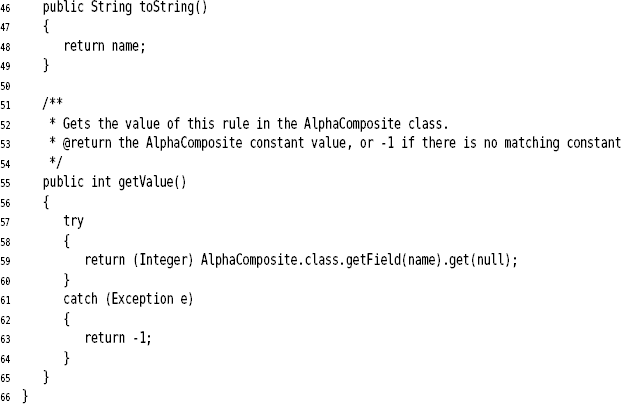 46 public String toString()
47 {
48 return name;
49 }
50
51 /**
52 * Gets the value of this rule in the AlphaComposite class.
53 * @return the AlphaComposite constant value, or -1 if there is no matching constant
54 */
55 public int getValue()
56 {
57 try
58 {
59 return (Integer) AlphaComposite.class.getField(name).get(null);
60 }
61 catch (Exception e)
62 {
63 return -1;
64 }
65 }
66 }